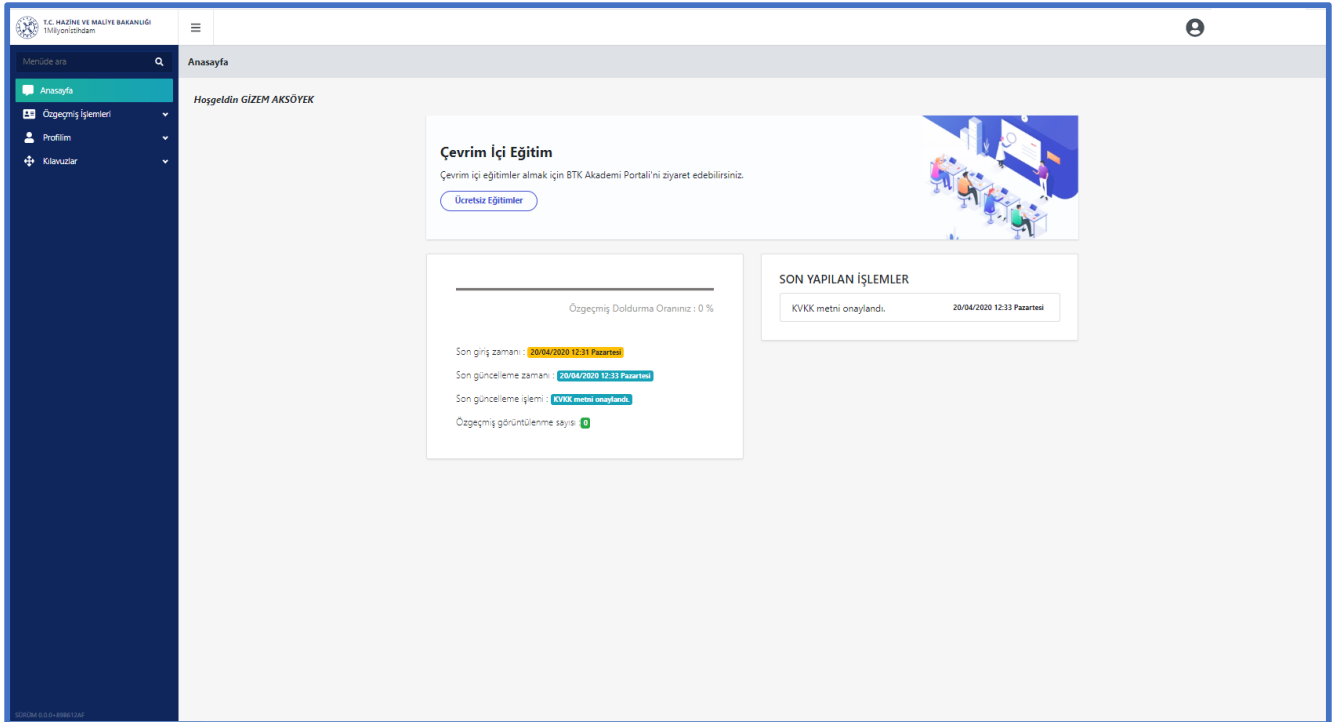 T.C. HAZİNE VE MALİYE BAKANLIĞI
1Milyonistihdam
Menüde ara
Anasayfa
Anasayfa
Özgeçmiş İşlemleri
Profilim
Kılavuzlar
Hoşgeldin GİZEM AKSÖYEK
Çevrim İçi Eğitim
Çevrim içi eğitimler almak için BTK Akademi Portali'ni ziyaret edebilirsiniz.
Ücretsiz Eğitimler
Özgeçmiş Doldurma Oranınız : 0 %
Son giriş zamanı : 20/04/2020 12:31 Pazartesi
Son güncelleme zamanı : 20/04/2020 12:33 Pazartesi
Son güncelleme işlemi : KVKK metni onaylandı.
Özgeçmiş görüntülenme sayısı : 0
SON YAPILAN İŞLEMLER
KVKK metni onaylandı. 20/04/2020 12:33 Pazartesi